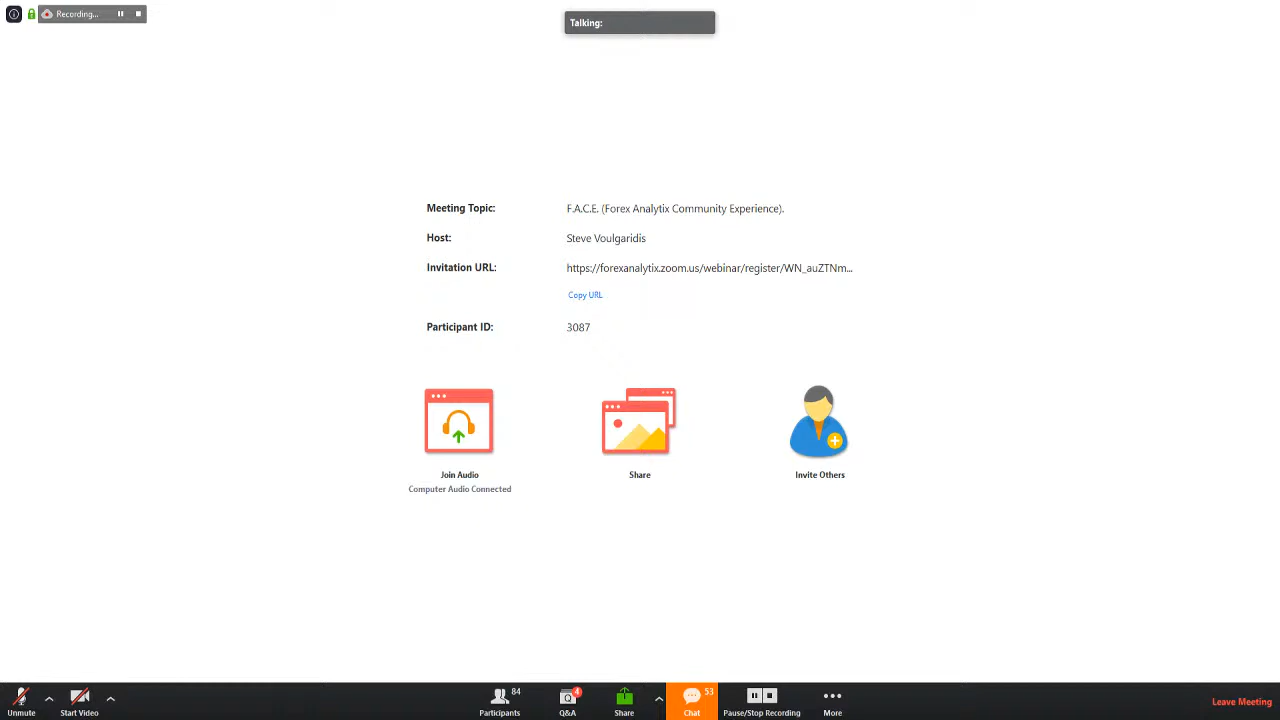 Recording...
Talking:
Meeting Topic: F.A.C.E. (Forex Analytix Community Experience).
Host: Steve Voulgaridis
Invitation URL: https://forexanalytix.zoom.us/webinar/register/WN_auZTNm...
Copy URL
Participant ID: 3087
Join Audio Share Invite Others
Computer Audio Connected
84 4 53
Unmute Start Video Participants Q&A Share Chat Pause/Stop Recording More Leave Meeting